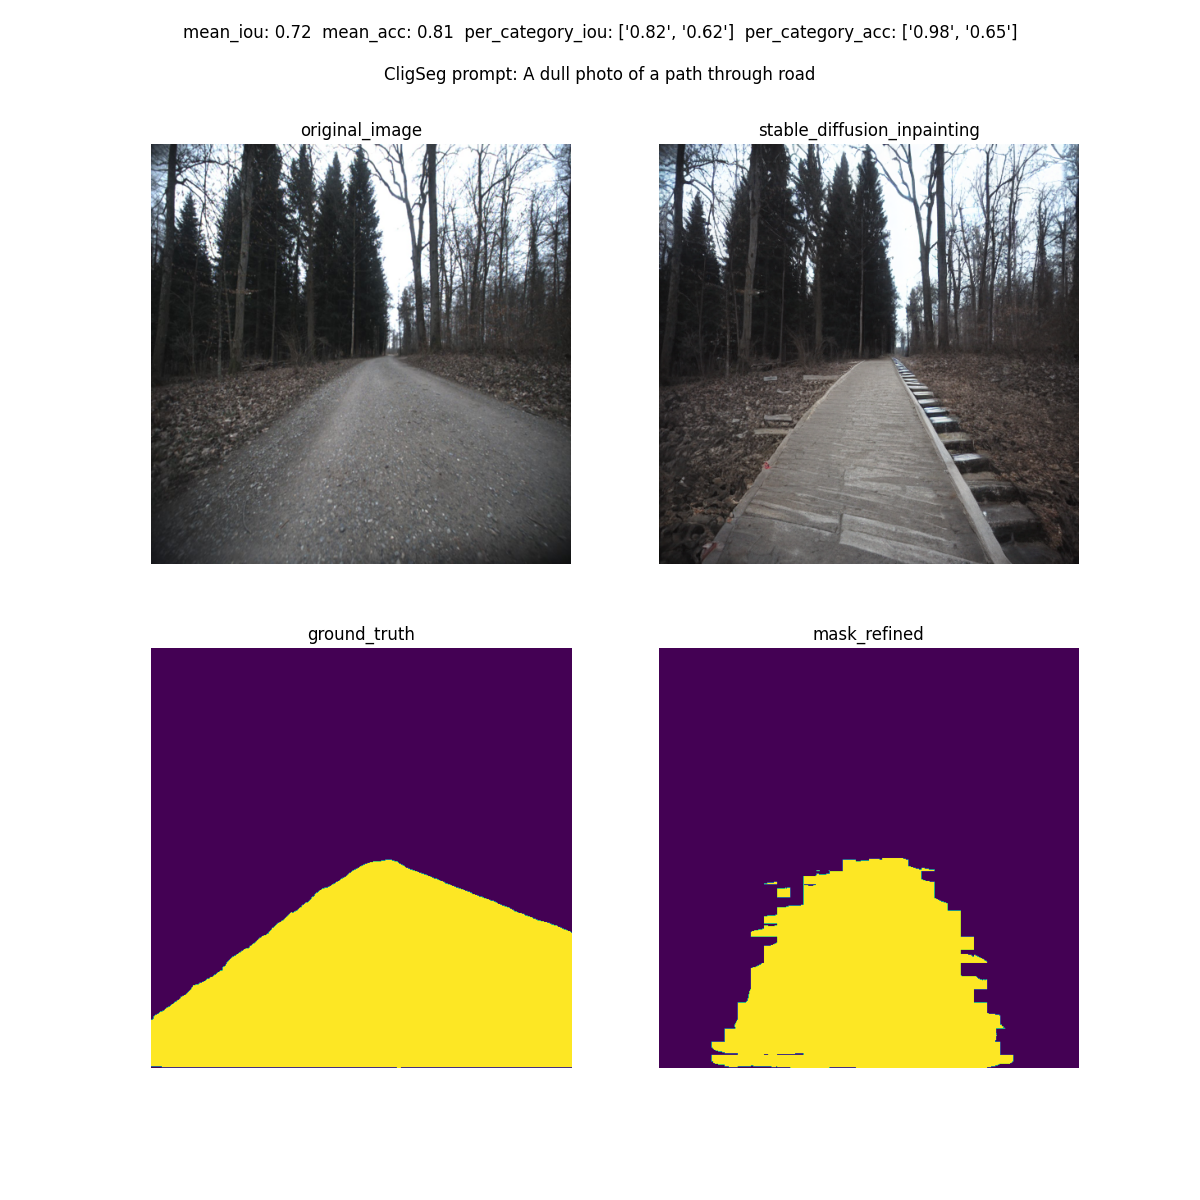 mean_iou: 0.72  mean_acc: 0.81  per_category_iou: ['0.82', '0.62']  per_category_acc: ['0.98', '0.65']
CligSeg prompt: A dull photo of a path through road
original_image
stable_diffusion_inpainting
ground_truth
mask_refined